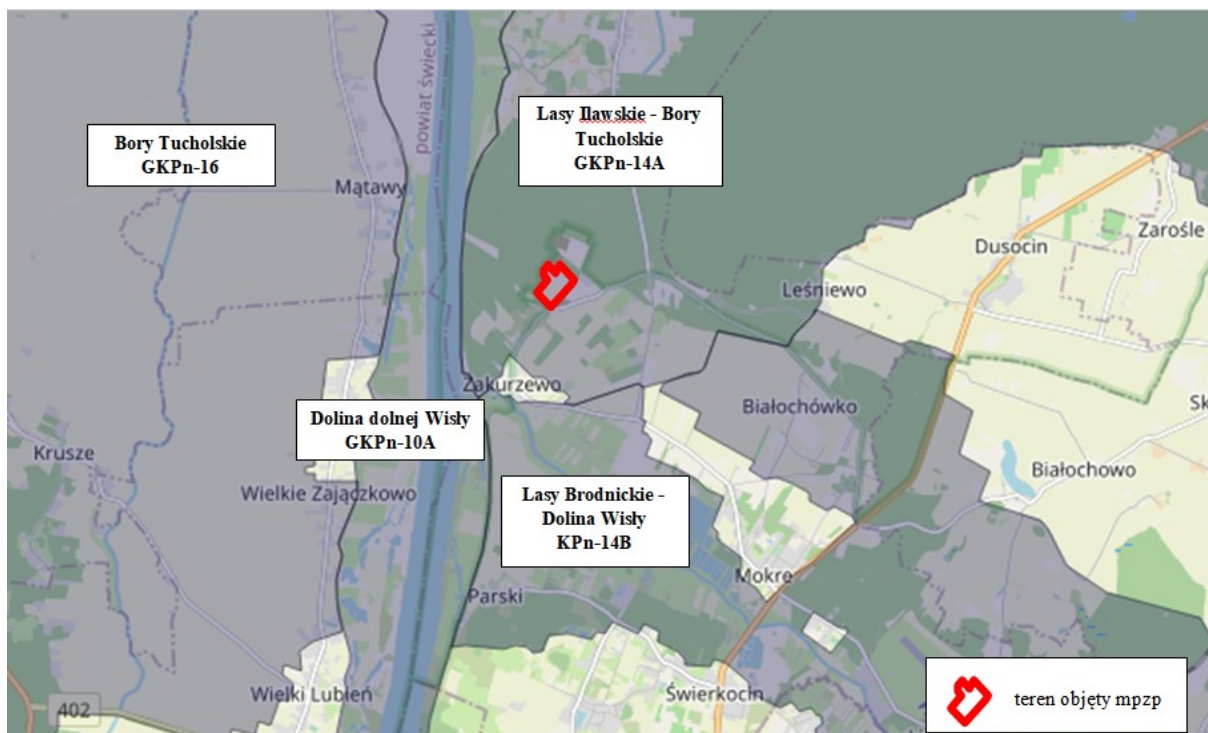 powiat świecki
Bory Tucholskie
GKPn-16
Lasy Iławskie - Bory
Tucholskie
GKPn-14A
Mątawy
Zarośle
Dusocin
Leśniewo
Zakurzewo
Dolina dolnej Wisły
GKPn-10A
Białochówko
Krusze
Wielkie Zajączkowo
Białochowo
Lasy Brodnickie -
Dolina Wisły
KPn-14B
Mokre
Parski
Wielki Lubień
Świerkocin
402
teren objęty mpzp